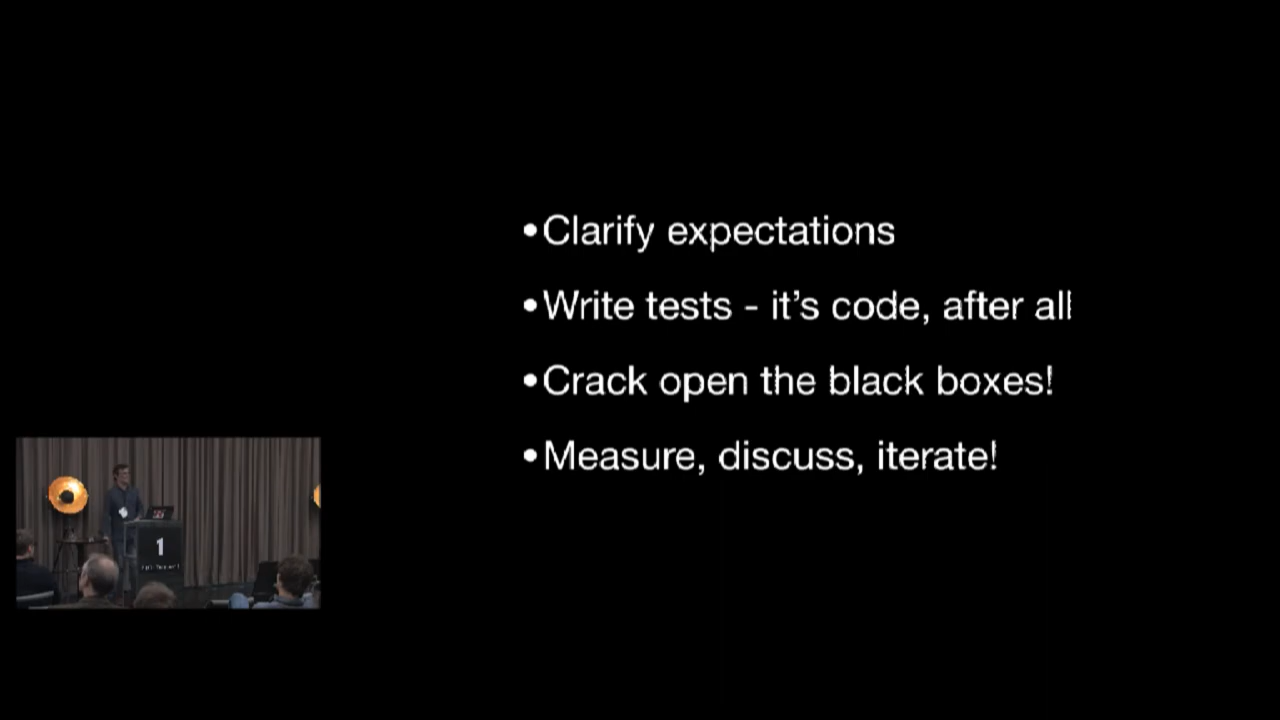 •Clarify expectations
•Write tests - it’s code, after all
•Crack open the black boxes!
•Measure, discuss, iterate!
1